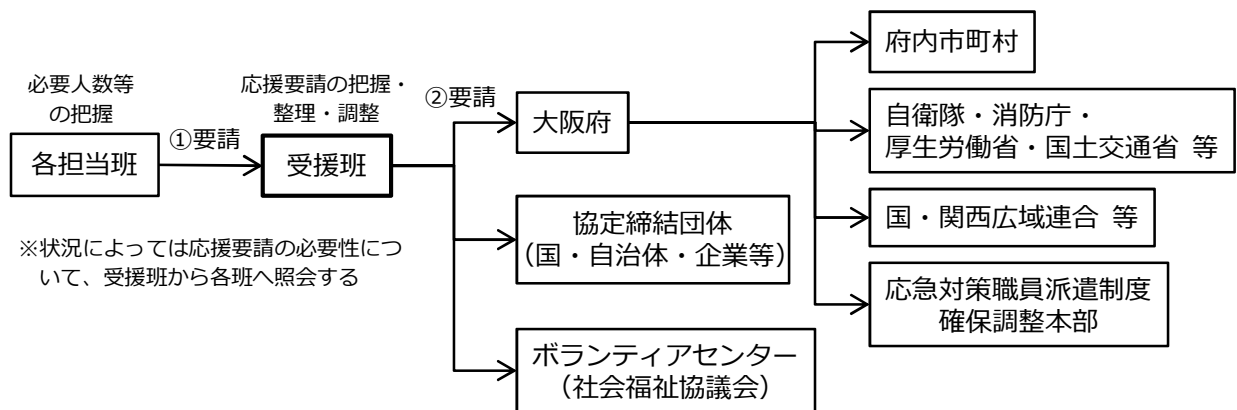 必要人数等
の把握
各担当班
①要請
応援要請の把握・
整理・調整
受援班
②要請
※状況によっては応援要請の必要性につ
いて、受援班から各班へ照会する
大阪府
協定締結団体
（国・自治体・企業等）
ボランティアセンター
（社会福祉協議会）
府内市町村
自衛隊・消防庁・
厚生労働省・国土交通省 等
国・関西広域連合 等
応急対策職員派遣制度
確保調整本部